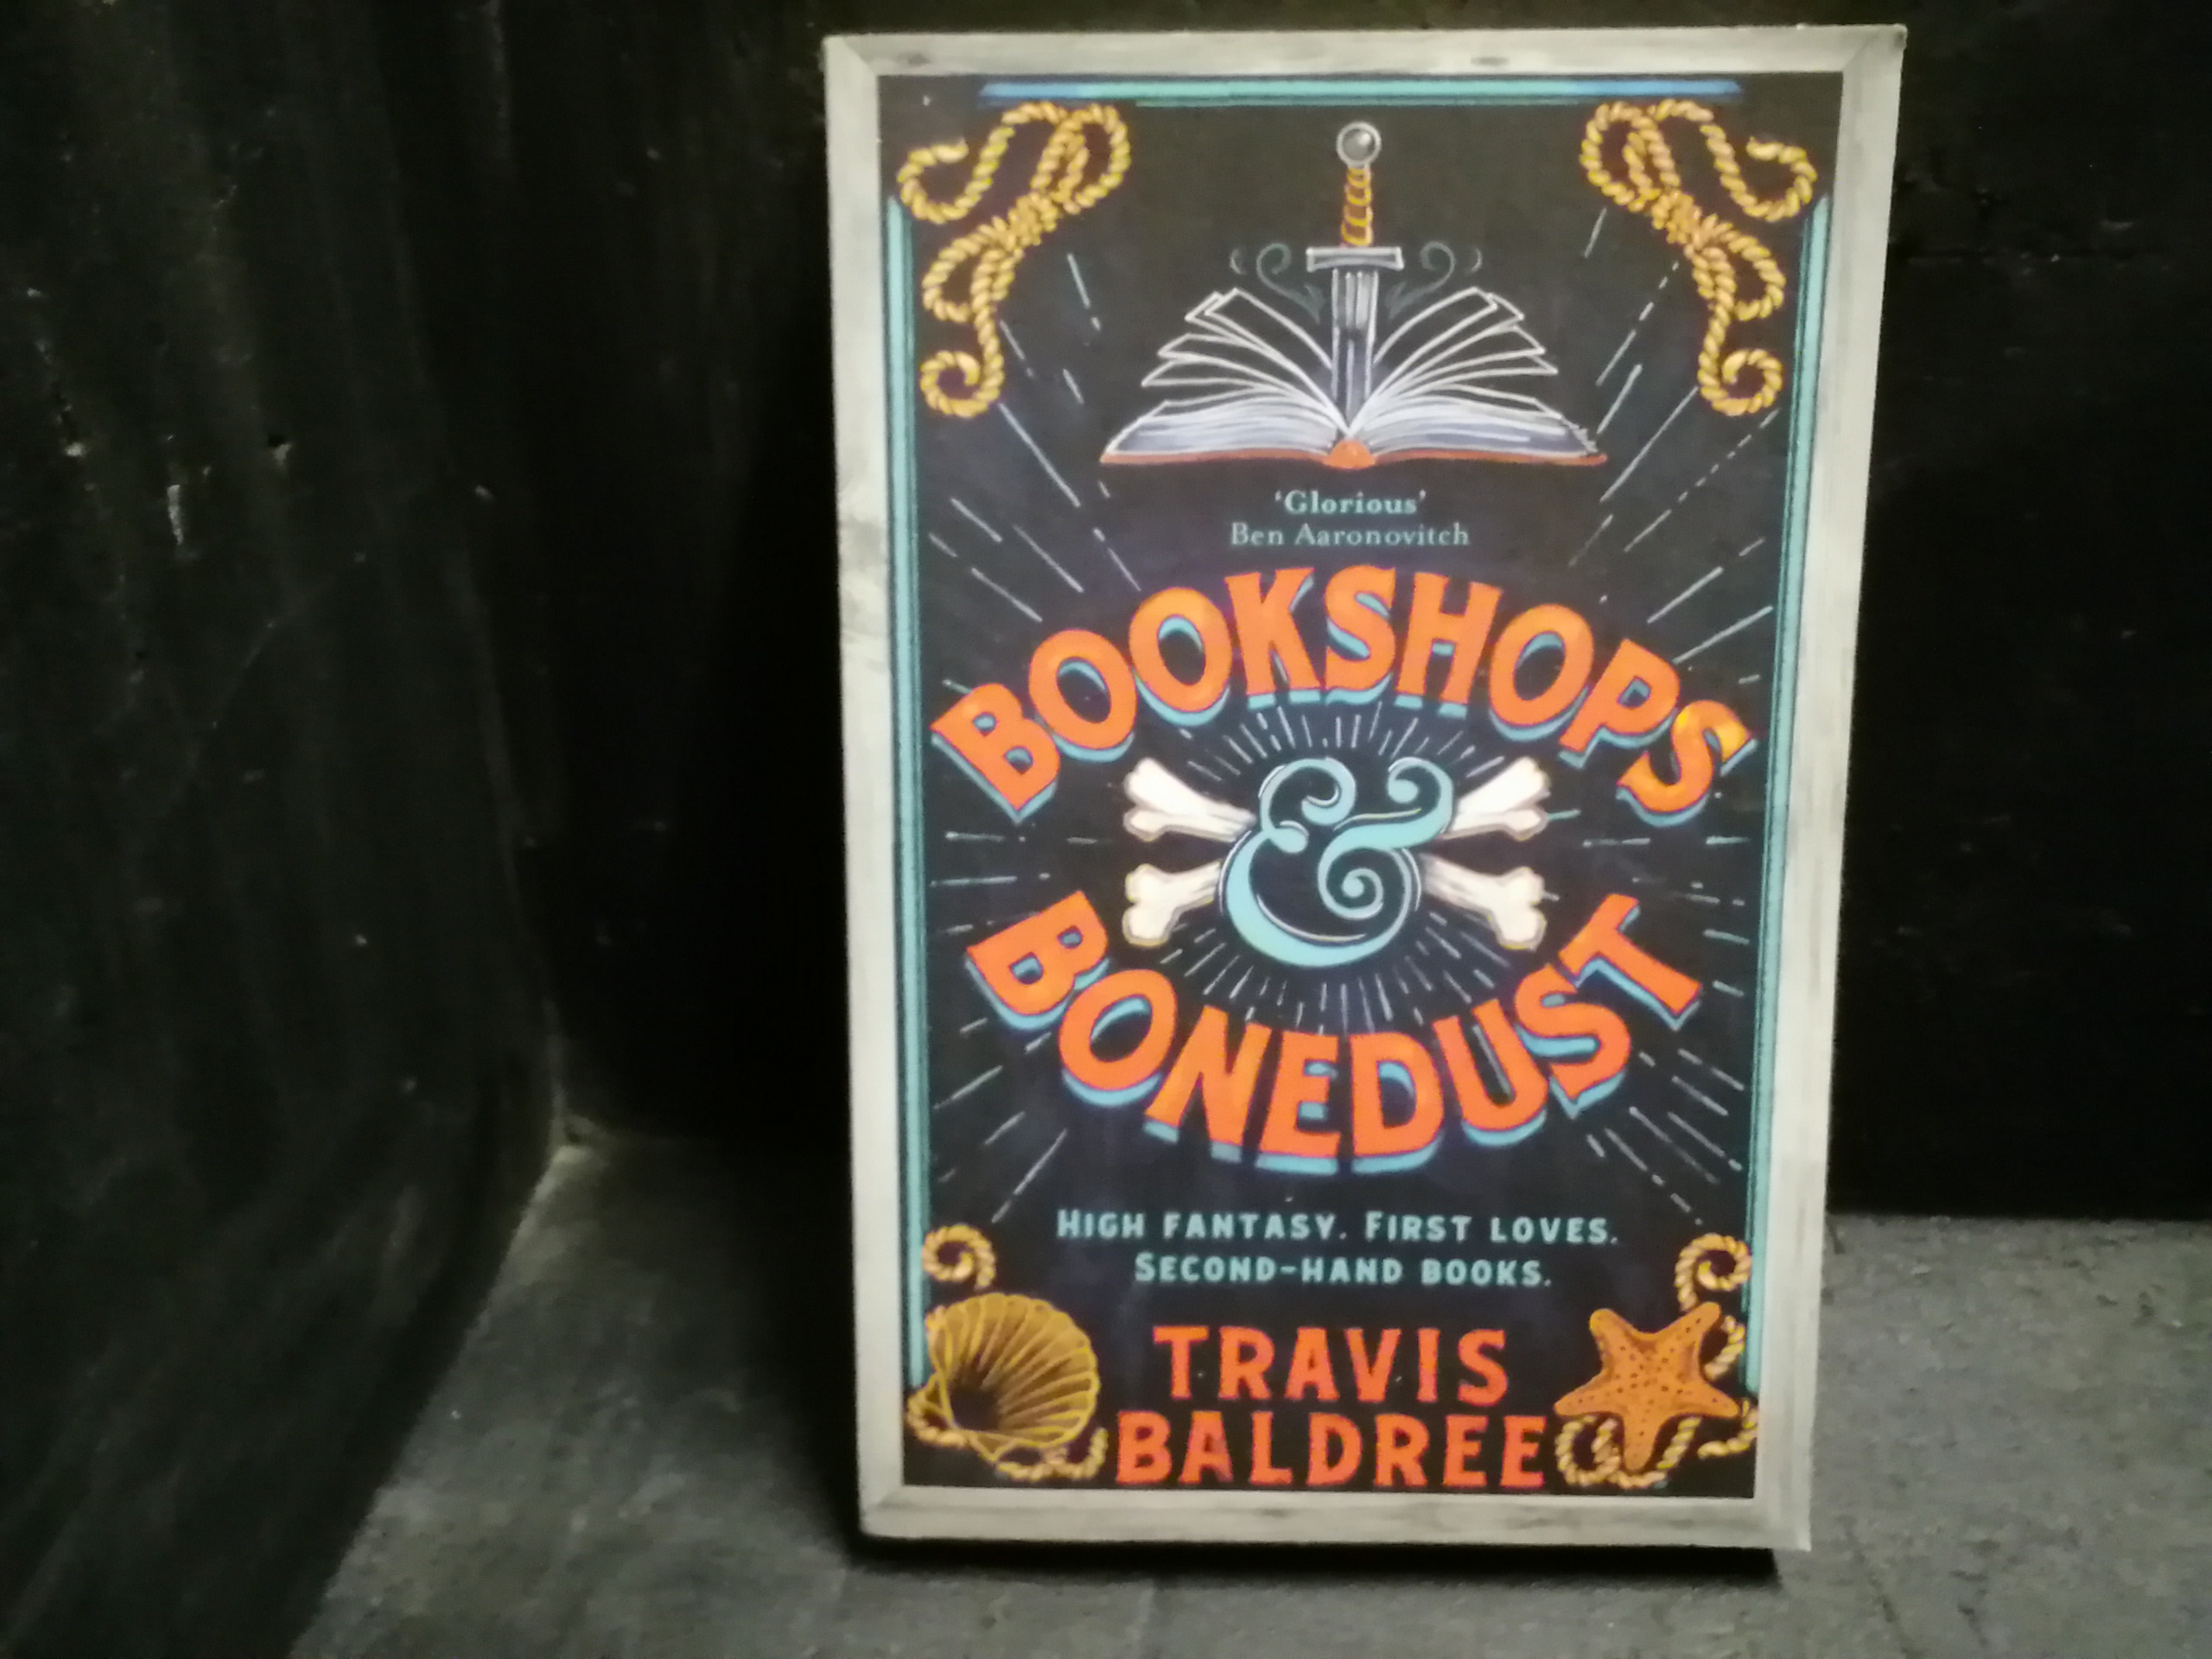 'Glorious'
Ben Aaronovitch
BOOKSHOPS
&
BONEDUST
HIGH FANTASY. FIRST LOVES.
SECOND-HAND BOOKS.
TRAVIS
BALDREE